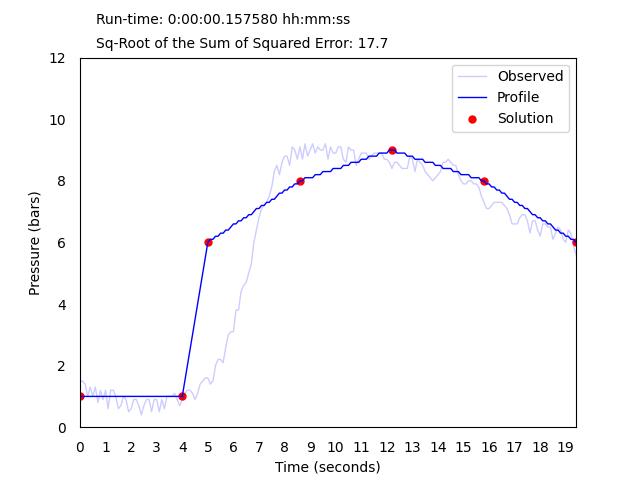 Run-time: 0:00:00.157580 hh:mm:ss
Sq-Root of the Sum of Squared Error: 17.7
Observed
Profile
Solution
Pressure (bars)
12
10
8
6
4
2
0
0 1 2 3 4 5 6 7 8 9 10 11 12 13 14 15 16 17 18 19
Time (seconds)